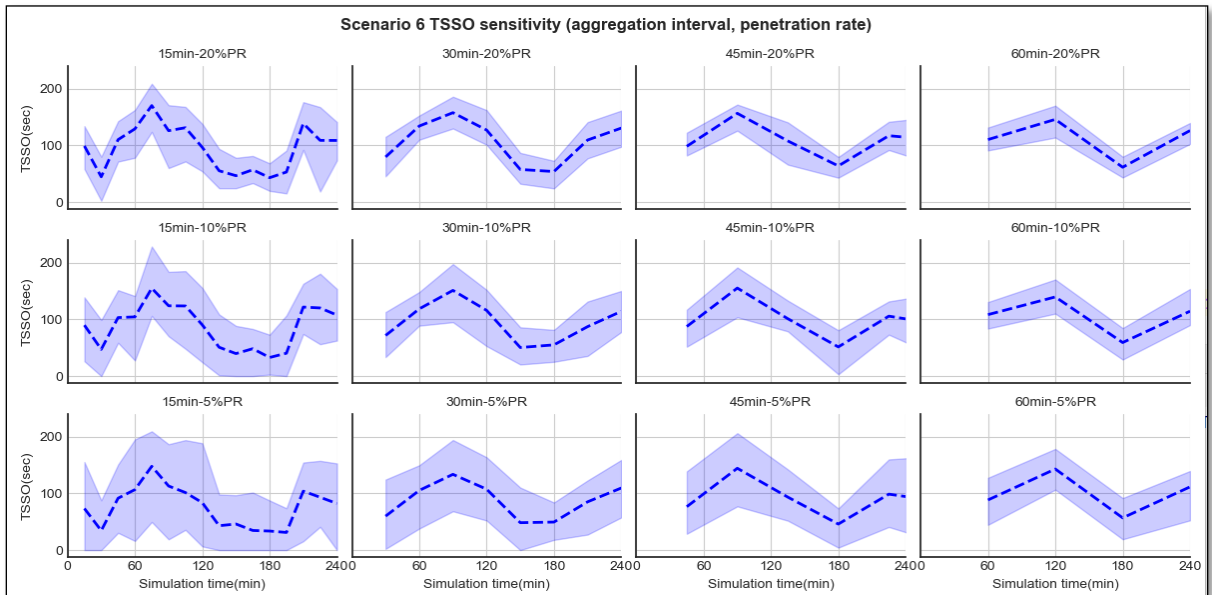 Scenario 6 TSSO sensitivity (aggregation interval, penetration rate)
15min-20%PR 30min-20%PR 45min-20%PR 60min-20%PR
200
100
0
TSSO(sec)
15min-10%PR 30min-10%PR 45min-10%PR 60min-10%PR
200
100
0
TSSO(sec)
15min-5%PR 30min-5%PR 45min-5%PR 60min-5%PR
200
100
0
TSSO(sec)
0 60 120 180 240 0 60 120 180 240 0 60 120 180 240 0 60 120 180 240
Simulation time(min) Simulation time(min) Simulation time(min) Simulation time(min)